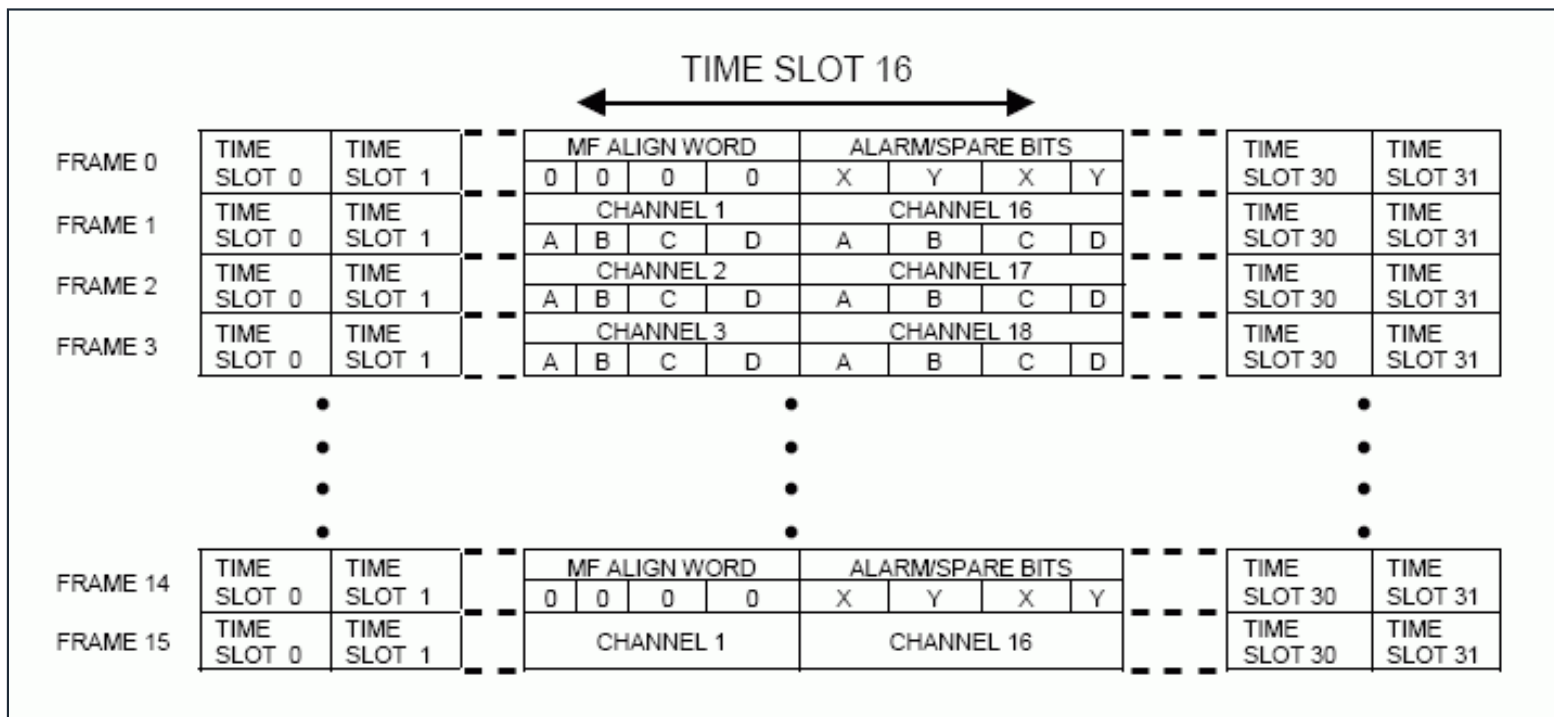 TIME SLOT 16
FRAME 0
TIME SLOT 0
TIME SLOT 1
MF ALIGN WORD
ALARM/SPARE BITS
0 0 0 0 X Y X Y
TIME SLOT 30
TIME SLOT 31
FRAME 1
TIME SLOT 0
TIME SLOT 1
CHANNEL 1
CHANNEL 16
A B C D A B C D
TIME SLOT 30
TIME SLOT 31
FRAME 2
TIME SLOT 0
TIME SLOT 1
CHANNEL 2
CHANNEL 17
A B C D A B C D
TIME SLOT 30
TIME SLOT 31
FRAME 3
TIME SLOT 0
TIME SLOT 1
CHANNEL 3
CHANNEL 18
A B C D A B C D
TIME SLOT 30
TIME SLOT 31
FRAME 14
TIME SLOT 0
TIME SLOT 1
MF ALIGN WORD
ALARM/SPARE BITS
0 0 0 0 X Y X Y
TIME SLOT 30
TIME SLOT 31
FRAME 15
TIME SLOT 0
TIME SLOT 1
CHANNEL 1
CHANNEL 16
TIME SLOT 30
TIME SLOT 31